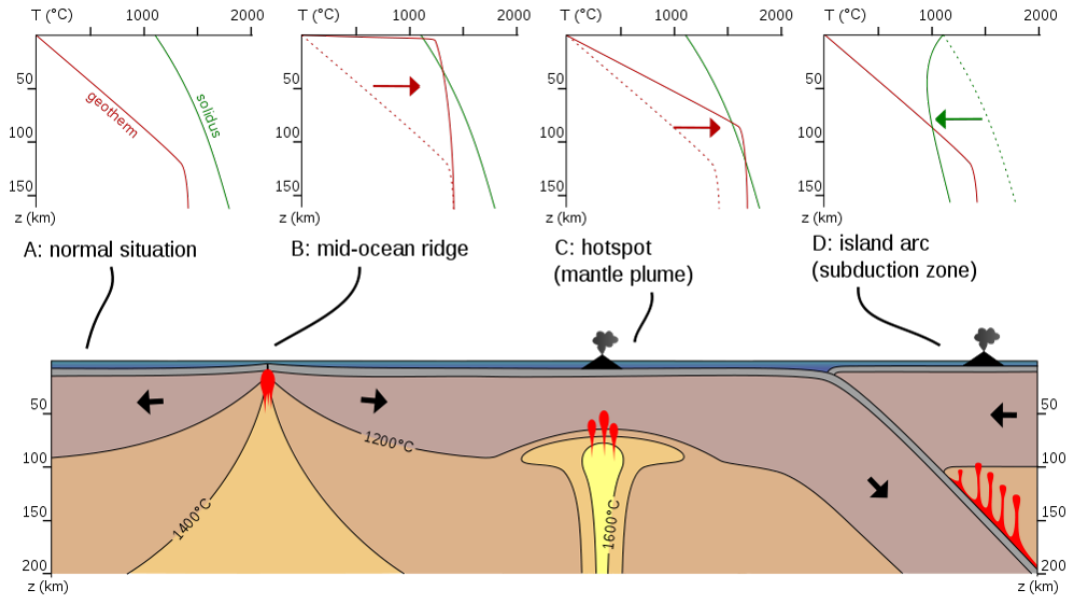 T (°C) 1000 2000
50
100
150
z (km)
geotherm
solidus
T (°C) 1000 2000
50
100
150
z (km)
T (°C) 1000 2000
50
100
150
z (km)
T (°C) 1000 2000
50
100
150
z (km)
A: normal situation
B: mid-ocean ridge
C: hotspot
(mantle plume)
D: island arc
(subduction zone)
50
100
150
200
z (km)
1200°C
1400°C
1600°C
50
100
150
200
z (km)